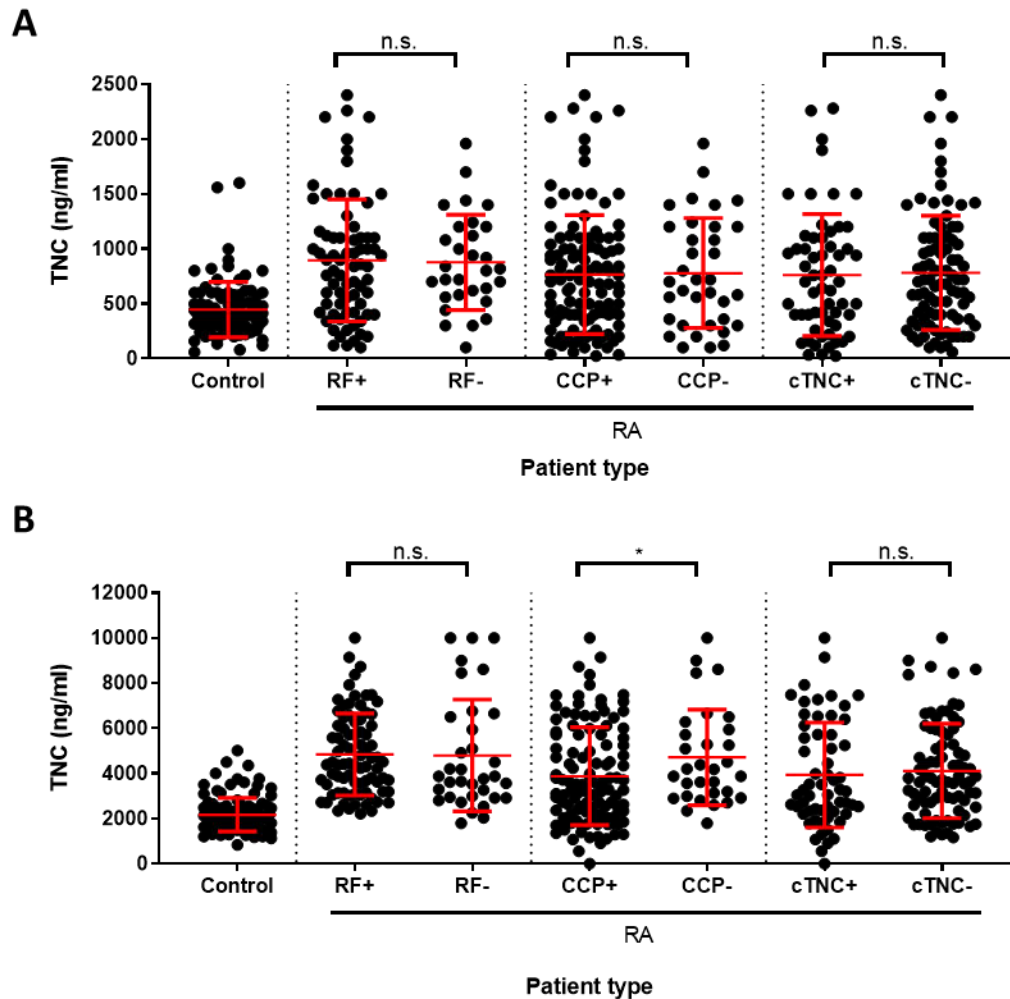 A
n.s. n.s. n.s.
2500
2000
1500
1000
500
0
TNC (ng/ml)
Control RF+ RF- CCP+ CCP- cTNC+ cTNC-
RA
Patient type
B
n.s. * n.s.
12000
10000
8000
6000
4000
2000
0
TNC (ng/ml)
Control RF+ RF- CCP+ CCP- cTNC+ cTNC-
RA
Patient type